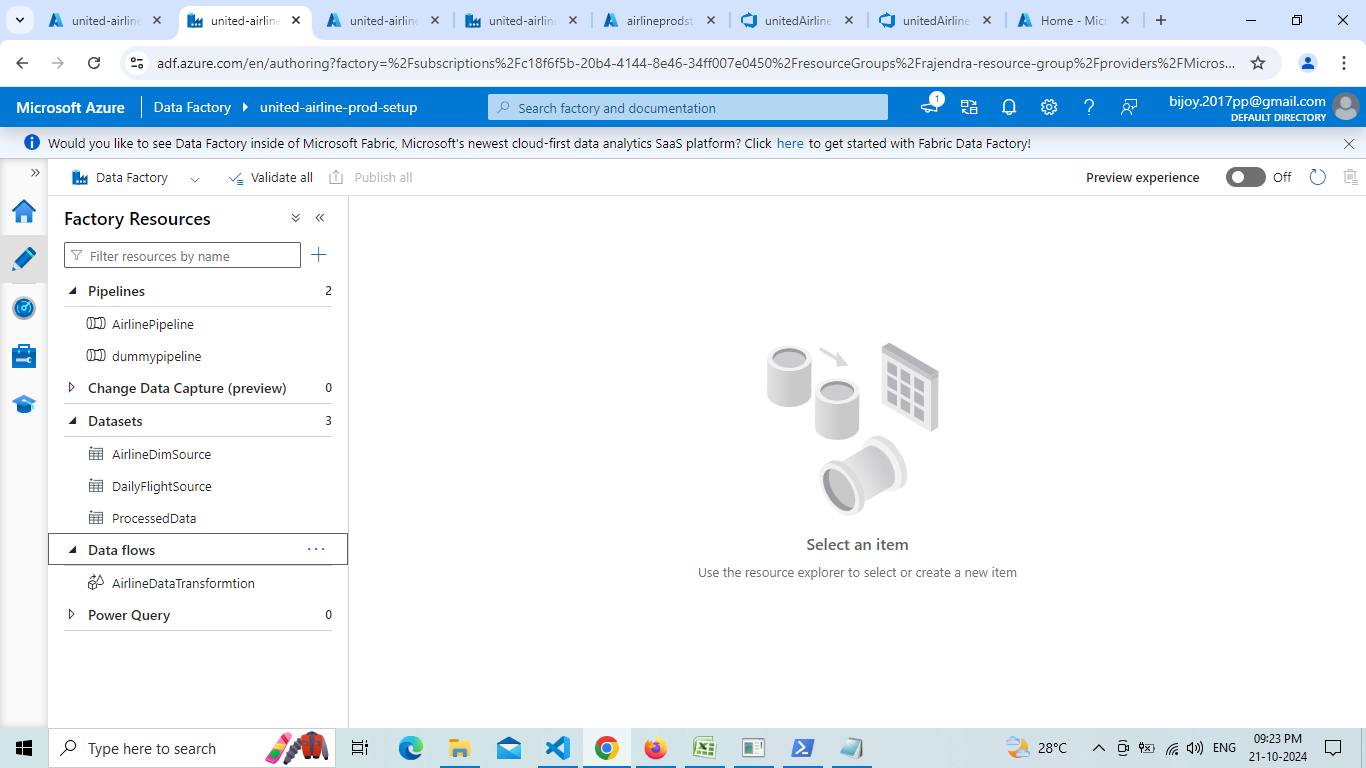 united-airline
united-airline
united-airline
united-airline
airlineprodst
unitedAirline
unitedAirline
Home - Micr
adf.azure.com/en/authoring?factory=%2Fsubscriptions%2Fc18f6f5b-20b4-4144-8e46-34ff007e0450%2FresourceGroups%2Frajendra-resource-group%2Fproviders%2FMicros...
Microsoft Azure
Data Factory
united-airline-prod-setup
Search factory and documentation
1
bijoy.2017pp@gmail.com
DEFAULT DIRECTORY
Would you like to see Data Factory inside of Microsoft Fabric, Microsoft's newest cloud-first data analytics SaaS platform? Click here to get started with Fabric Data Factory!
Data Factory
Validate all
Publish all
Preview experience
Off
Factory Resources
Filter resources by name
Pipelines 2
AirlinePipeline
dummypipeline
Change Data Capture (preview) 0
Datasets 3
AirlineDimSource
DailyFlightSource
ProcessedData
Data flows ...
AirlineDataTransformtion
Power Query 0
Select an item
Use the resource explorer to select or create a new item
Type here to search
28°C
ENG
09:23 PM
21-10-2024